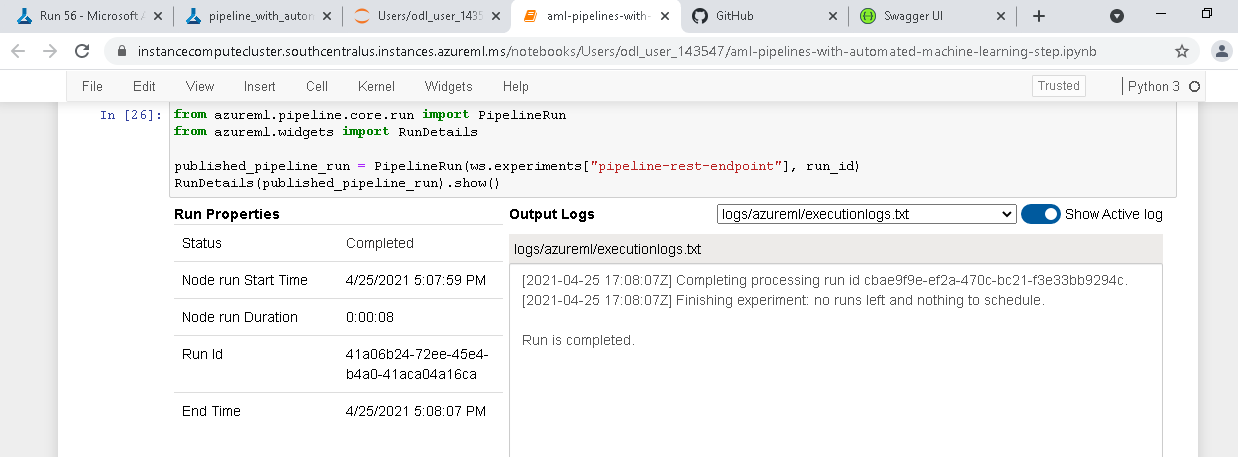 Run 56 - Microsoft A
pipeline_with_autom
Users/odl_user_1435
aml-pipelines-with-
GitHub
Swagger UI
instancecomputecluster.southcentralus.instances.azureml.ms/notebooks/Users/odl_user_143547/aml-pipelines-with-automated-machine-learning-step.ipynb
File Edit View Insert Cell Kernel Widgets Help Trusted Python 3
In [26]: from azureml.pipeline.core.run import PipelineRun
from azureml.widgets import RunDetails
published_pipeline_run = PipelineRun(ws.experiments["pipeline-rest-endpoint"], run_id)
RunDetails(published_pipeline_run).show()
Run Properties
Status Completed
Node run Start Time 4/25/2021 5:07:59 PM
Node run Duration 0:00:08
Run Id 41a06b24-72ee-45e4-
b4a0-41aca04a16ca
End Time 4/25/2021 5:08:07 PM
Output Logs logs/azureml/executionlogs.txt Show Active log
logs/azureml/executionlogs.txt
[2021-04-25 17:08:07Z] Completing processing run id cbae9f9e-ef2a-470c-bc21-f3e33bb9294c.
[2021-04-25 17:08:07Z] Finishing experiment: no runs left and nothing to schedule.
Run is completed.